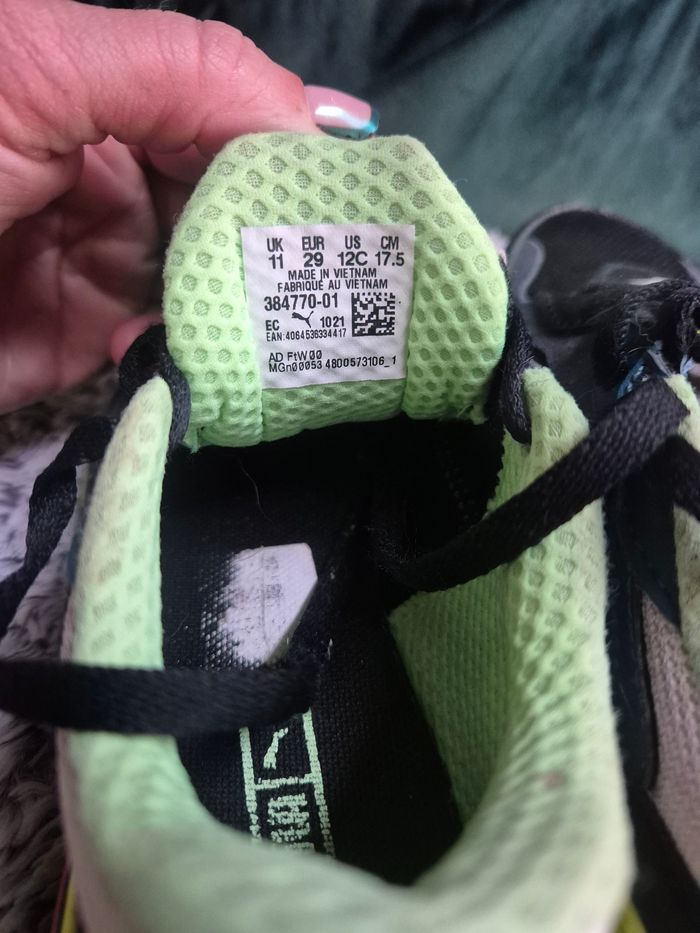 UK EUR US CM
11 29 12C 17.5
MADE IN VIETNAM
FABRIQUÉ AU VIETNAM
384770-01
EC 1021
EAN:4064536334417
AD FtW00
MGn00053 4800573106_1